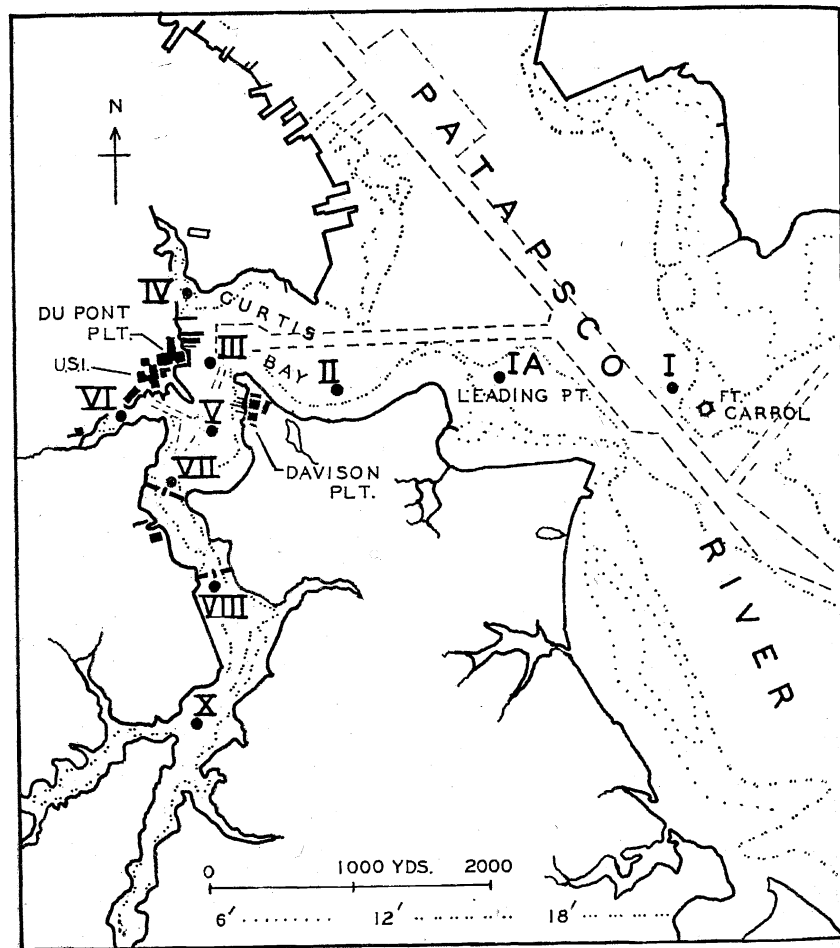 N
PATAPSCO
RIVER
IV
CURTIS
BAY
DU PONT
PLT.
U.S.I.
III
II
IA
LEADING PT.
I
FT.
CARROL
VI
V
VII
DAVISON
PLT.
VIII
X
0 1000 YDS. 2000
6' 12' 18'